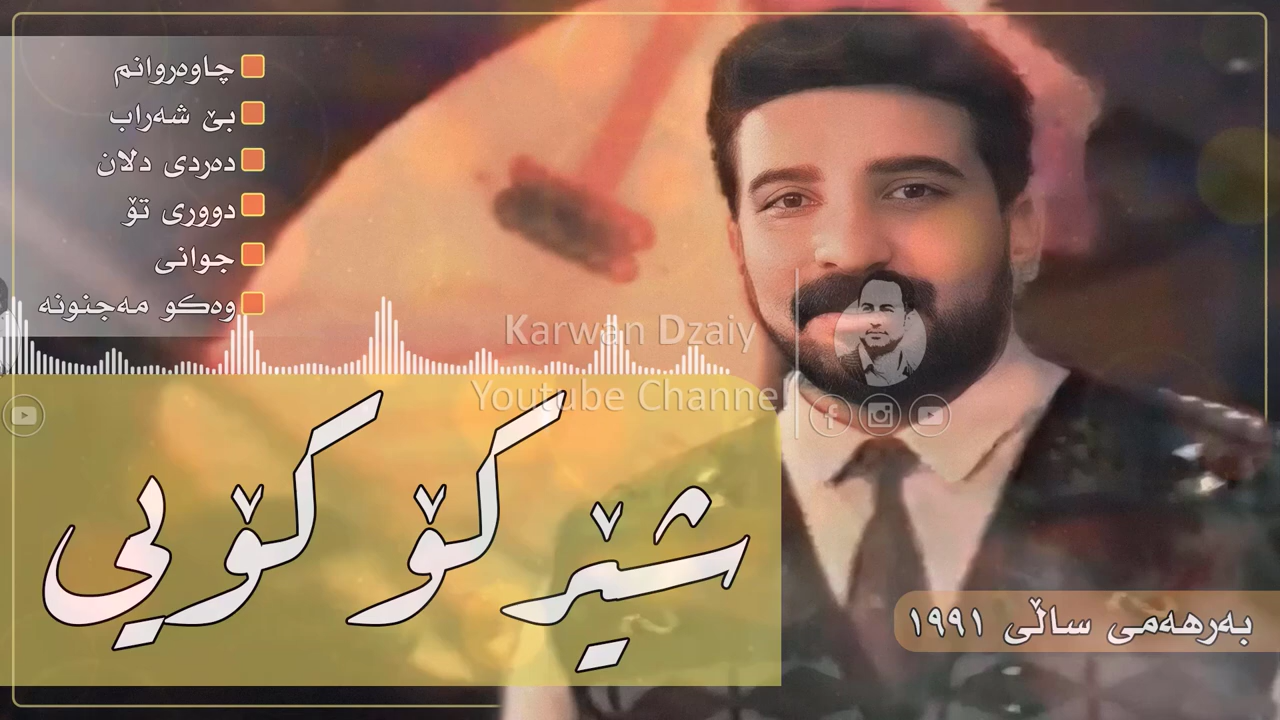 چاوەڕوانم
بێ شەراب
دەردی دلان
دووری تۆ
جوانی
وەکو مەجنونە
Karwan Dzaiy
Youtube Channel
شێرکۆ کۆیی
بەرهەمی ساڵی ١٩٩١